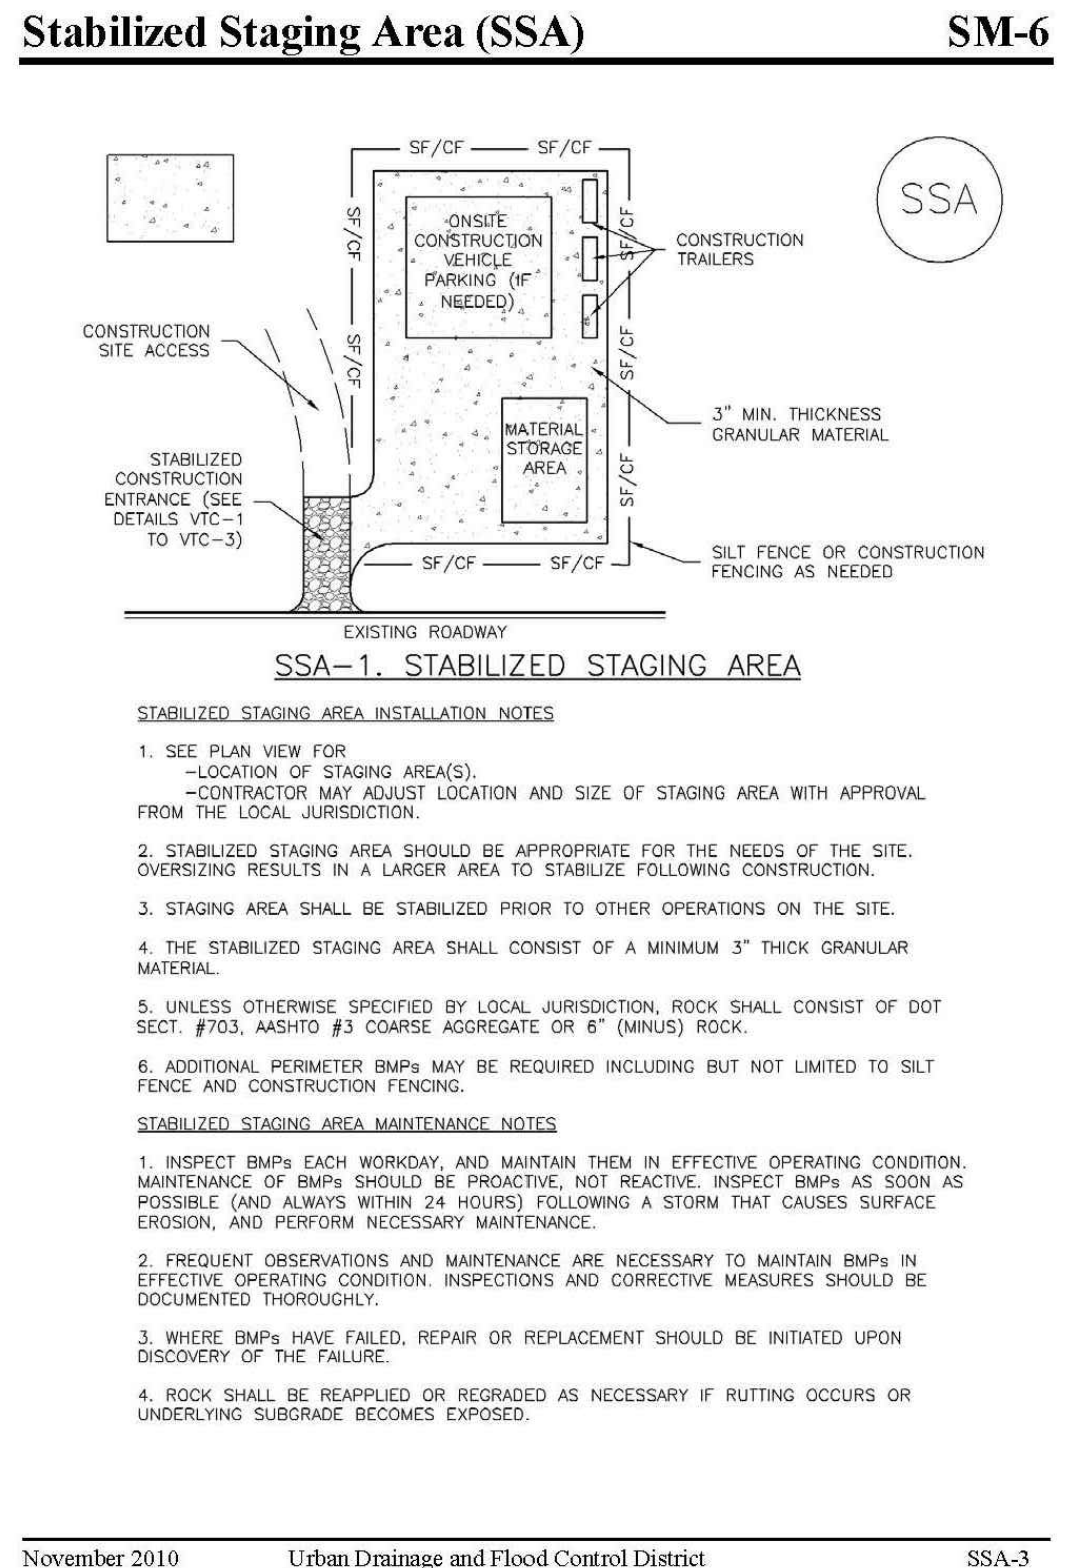 Stabilized Staging Area (SSA) SM-6
SF/CF SF/CF
SSA
SF/CF
SF/CF
ONSITE
CONSTRUCTION
VEHICLE
PARKING (IF
NEEDED)
CONSTRUCTION
TRAILERS
CONSTRUCTION
SITE ACCESS
SF/CF
SF/CF
3" MIN. THICKNESS
GRANULAR MATERIAL
MATERIAL
STORAGE
AREA
STABILIZED
CONSTRUCTION
ENTRANCE (SEE
DETAILS VTC-1
TO VTC-3)
SF/CF
SF/CF SF/CF
SILT FENCE OR CONSTRUCTION
FENCING AS NEEDED
EXISTING ROADWAY
SSA-1. STABILIZED STAGING AREA
STABILIZED STAGING AREA INSTALLATION NOTES
1. SEE PLAN VIEW FOR
-LOCATION OF STAGING AREA(S).
-CONTRACTOR MAY ADJUST LOCATION AND SIZE OF STAGING AREA WITH APPROVAL
FROM THE LOCAL JURISDICTION.
2. STABILIZED STAGING AREA SHOULD BE APPROPRIATE FOR THE NEEDS OF THE SITE.
OVERSIZING RESULTS IN A LARGER AREA TO STABILIZE FOLLOWING CONSTRUCTION.
3. STAGING AREA SHALL BE STABILIZED PRIOR TO OTHER OPERATIONS ON THE SITE.
4. THE STABILIZED STAGING AREA SHALL CONSIST OF A MINIMUM 3" THICK GRANULAR
MATERIAL.
5. UNLESS OTHERWISE SPECIFIED BY LOCAL JURISDICTION, ROCK SHALL CONSIST OF DOT
SECT. #703, AASHTO #3 COARSE AGGREGATE OR 6" (MINUS) ROCK.
6. ADDITIONAL PERIMETER BMPs MAY BE REQUIRED INCLUDING BUT NOT LIMITED TO SILT
FENCE AND CONSTRUCTION FENCING.
STABILIZED STAGING AREA MAINTENANCE NOTES
1. INSPECT BMPs EACH WORKDAY, AND MAINTAIN THEM IN EFFECTIVE OPERATING CONDITION.
MAINTENANCE OF BMPs SHOULD BE PROACTIVE, NOT REACTIVE. INSPECT BMPs AS SOON AS
POSSIBLE (AND ALWAYS WITHIN 24 HOURS) FOLLOWING A STORM THAT CAUSES SURFACE
EROSION, AND PERFORM NECESSARY MAINTENANCE.
2. FREQUENT OBSERVATIONS AND MAINTENANCE ARE NECESSARY TO MAINTAIN BMPs IN
EFFECTIVE OPERATING CONDITION. INSPECTIONS AND CORRECTIVE MEASURES SHOULD BE
DOCUMENTED THOROUGHLY.
3. WHERE BMPs HAVE FAILED, REPAIR OR REPLACEMENT SHOULD BE INITIATED UPON
DISCOVERY OF THE FAILURE.
4. ROCK SHALL BE REAPPLIED OR REGRADED AS NECESSARY IF RUTTING OCCURS OR
UNDERLYING SUBGRADE BECOMES EXPOSED.
November 2010 Urban Drainage and Flood Control District SSA-3